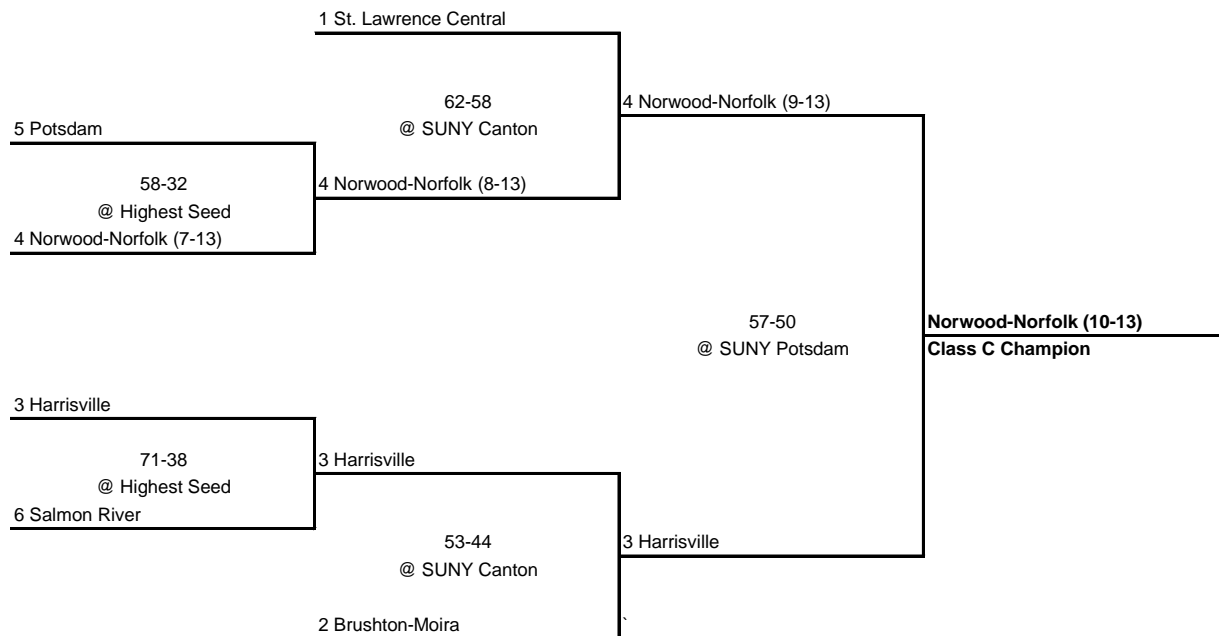 1 St. Lawrence Central
62-58
4 Norwood-Norfolk (9-13)
5 Potsdam
@ SUNY Canton
58-32
4 Norwood-Norfolk (8-13)
@ Highest Seed
4 Norwood-Norfolk (7-13)
57-50
Norwood-Norfolk (10-13)
@ SUNY Potsdam
Class C Champion
3 Harrisville
71-38
3 Harrisville
@ Highest Seed
6 Salmon River
53-44
3 Harrisville
@ SUNY Canton
2 Brushton-Moira
`